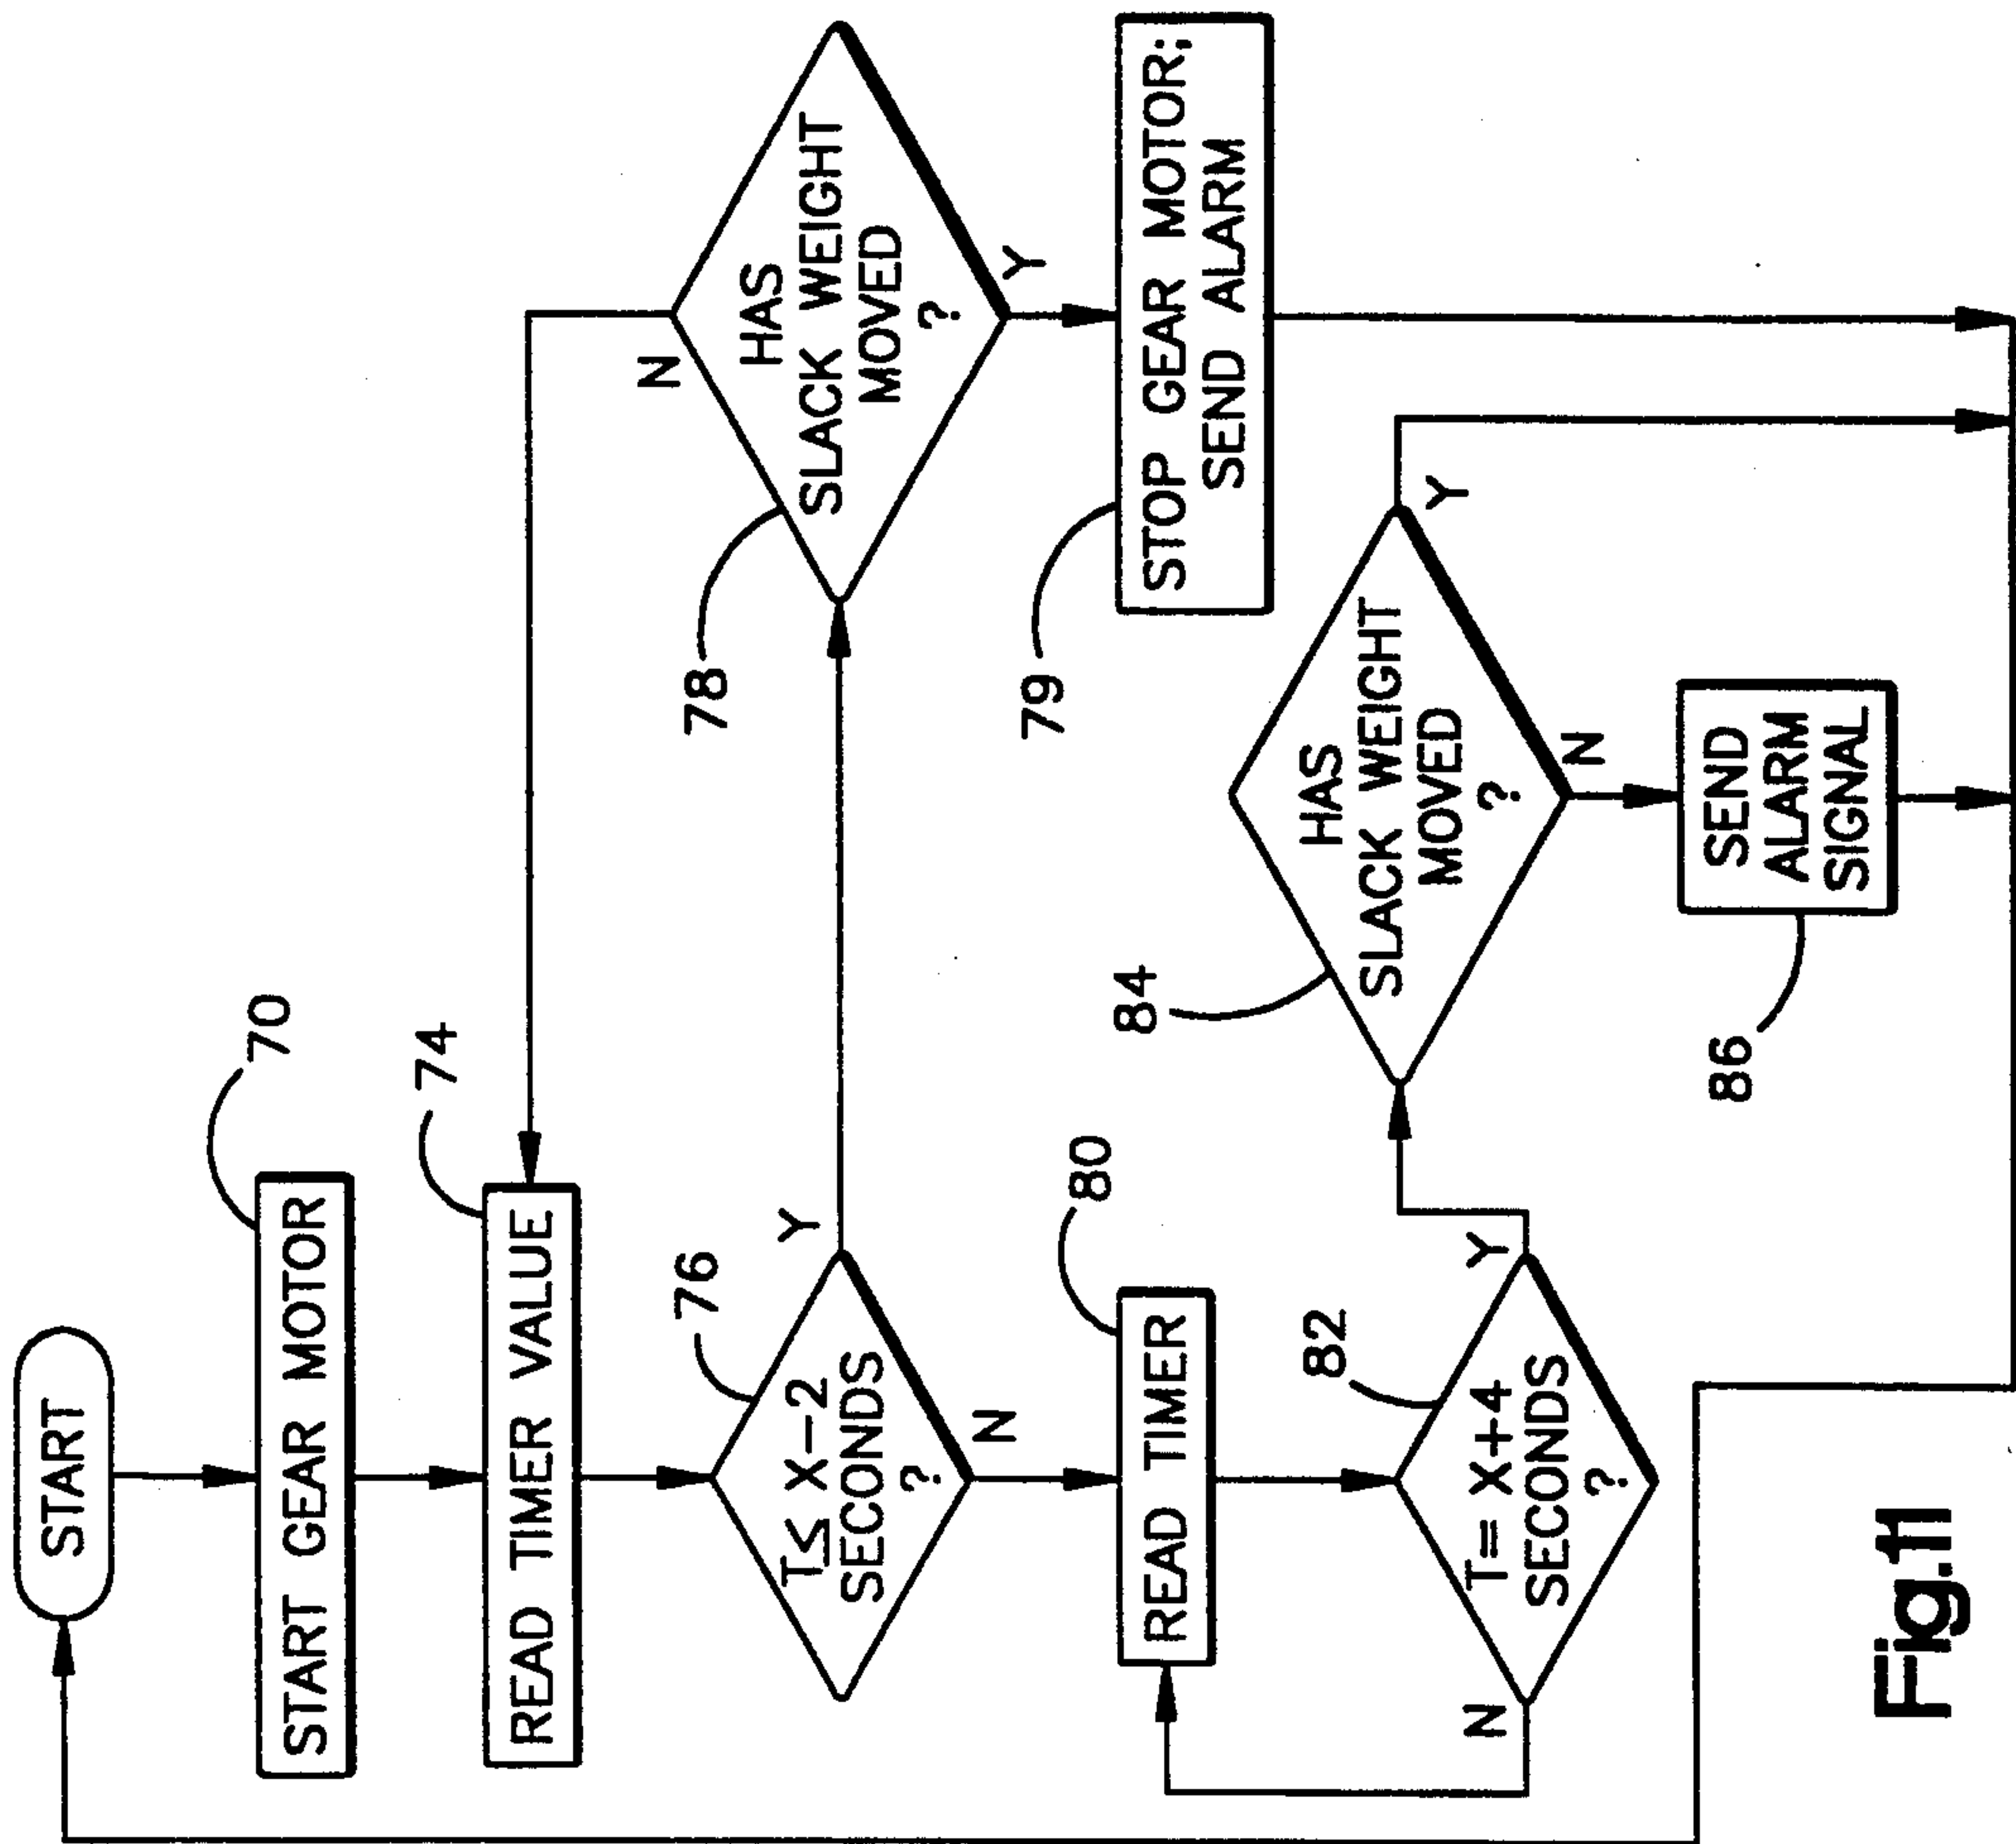 START
70
START GEAR MOTOR
74
READ TIMER VALUE
76
T≤ X−2
SECONDS
?
Y
N
78
HAS
SLACK WEIGHT
MOVED
?
N
Y
79
STOP GEAR MOTOR;
SEND ALARM
80
READ TIMER
82
T= X+4
SECONDS
?
N
Y
84
HAS
SLACK WEIGHT
MOVED
?
Y
N
86
SEND
ALARM
SIGNAL
Fig.11